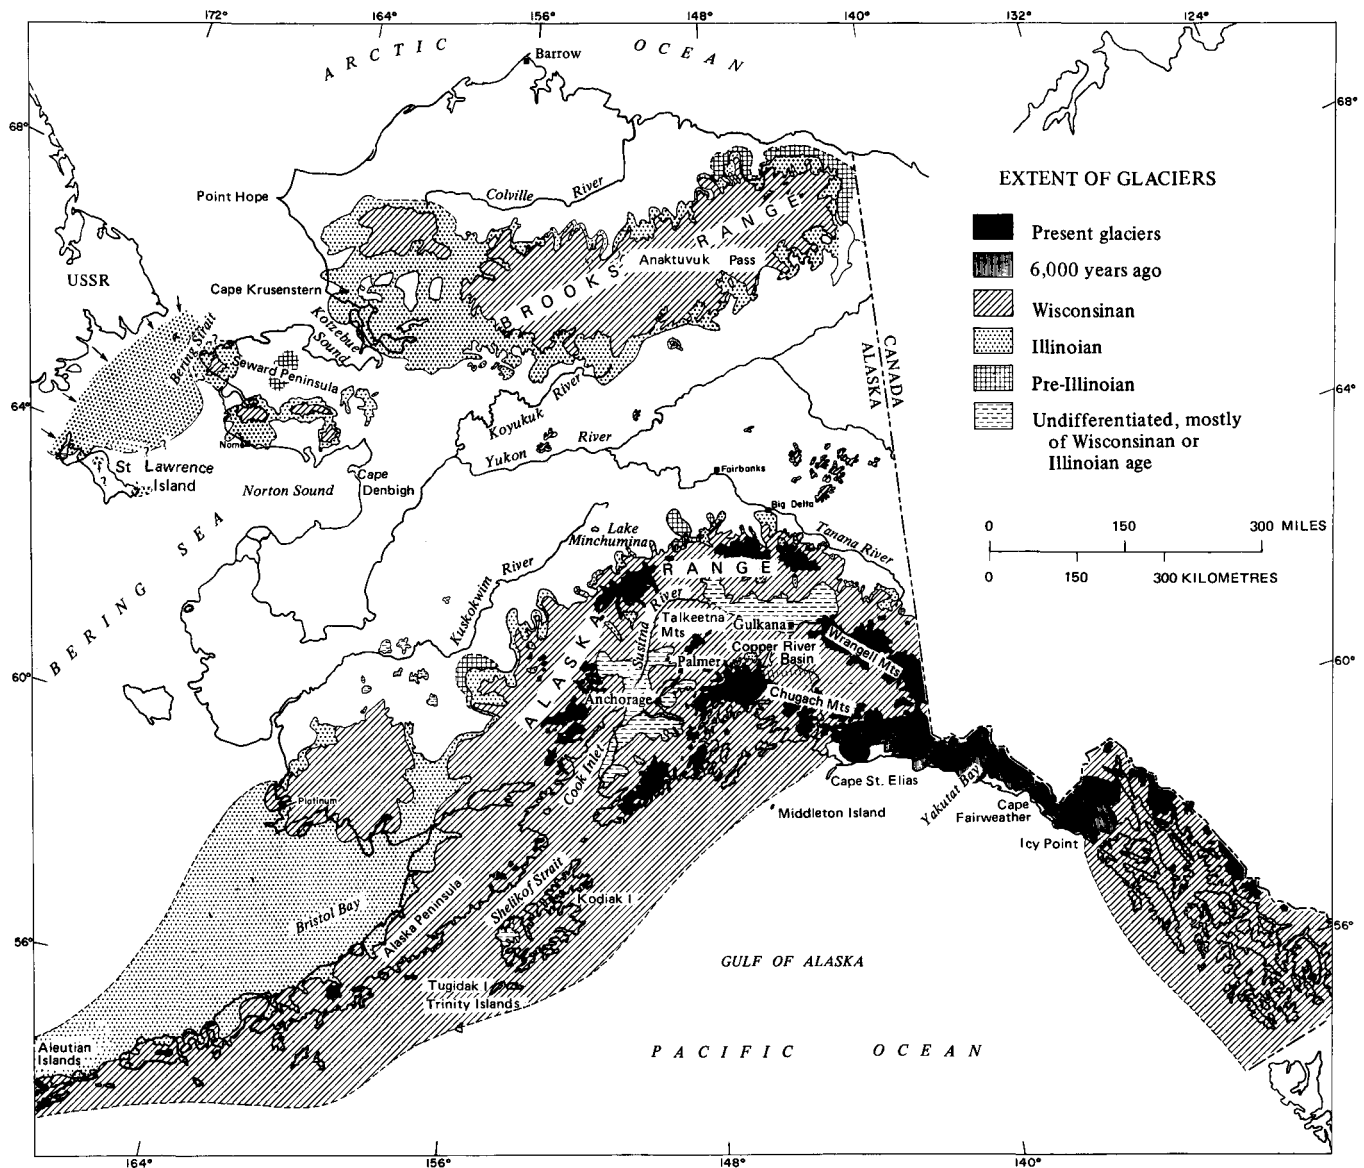 172° 164° 156° 148° 140° 132° 124°
ARCTIC OCEAN
Barrow
68° 68°
Point Hope
Colville River
EXTENT OF GLACIERS
Present glaciers
6,000 years ago
Wisconsinan
Illinoian
Pre-Illinoian
Undifferentiated, mostly
of Wisconsinan or
Illinoian age
BROOKS RANGE
Anaktuvuk Pass
USSR
Cape Krusenstern
Kotzebue
Sound
Bering Strait
?
Seward Peninsula
CANADA
ALASKA
64° 64°
Koyukuk River
Yukon River
Nome
?
St Lawrence
Island
?
Norton Sound
Cape
Denbigh
Fairbanks
Big Delta
Tanana River
0 150 300 MILES
0 150 300 KILOMETRES
BERING SEA
Lake
Minchumina
Kuskokwim River
ALASKA RANGE
Susitna River
Talkeetna
Mts
Gulkana
Copper River
Basin
Wrangell Mts
Palmer
60° 60°
Anchorage
Chugach Mts
Cook Inlet
Cape St. Elias
Middleton Island
Yakutat Bay
Cape
Fairweather
Icy Point
Platinum
Bristol Bay
Alaska Peninsula
Shelikof Strait
Kodiak I
56° 56°
Tugidak I
Trinity Islands
GULF OF ALASKA
Aleutian
Islands
PACIFIC OCEAN
164° 156° 148° 140°